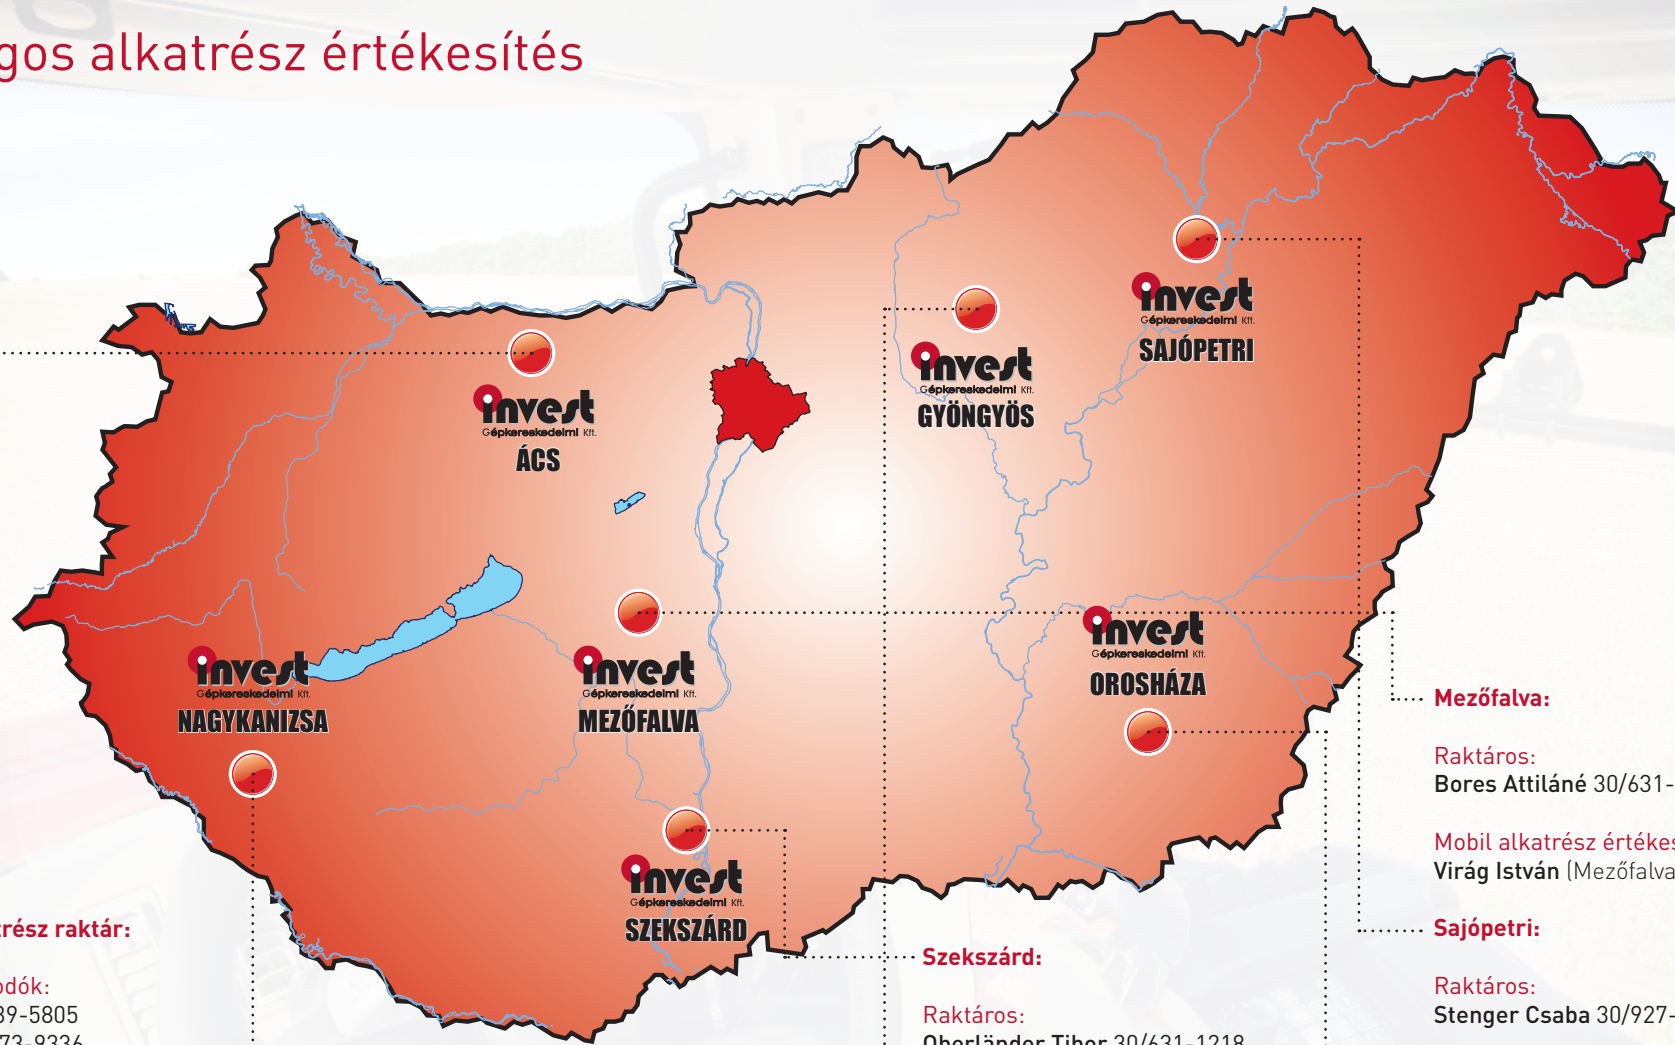 gos alkatrész értékesítés
invest
Gépkereskedelmi Kft.
SAJÓPETRI
invest
Gépkereskedelmi Kft.
GYÖNGYÖS
invest
Gépkereskedelmi Kft.
ÁCS
invest
Gépkereskedelmi Kft.
OROSHÁZA
invest
Gépkereskedelmi Kft.
NAGYKANIZSA
invest
Gépkereskedelmi Kft.
MEZŐFALVA
invest
Gépkereskedelmi Kft.
SZEKSZÁRD
trész raktár:
odók:
39-5805
73-9336
Szekszárd:
Raktáros:
Oberländer Tibor 30/631-1218
Mezőfalva:
Raktáros:
Bores Attiláné 30/631-
Mobil alkatrész értékes
Virág István (Mezőfalva
Sajópetri:
Raktáros:
Stenger Csaba 30/927-